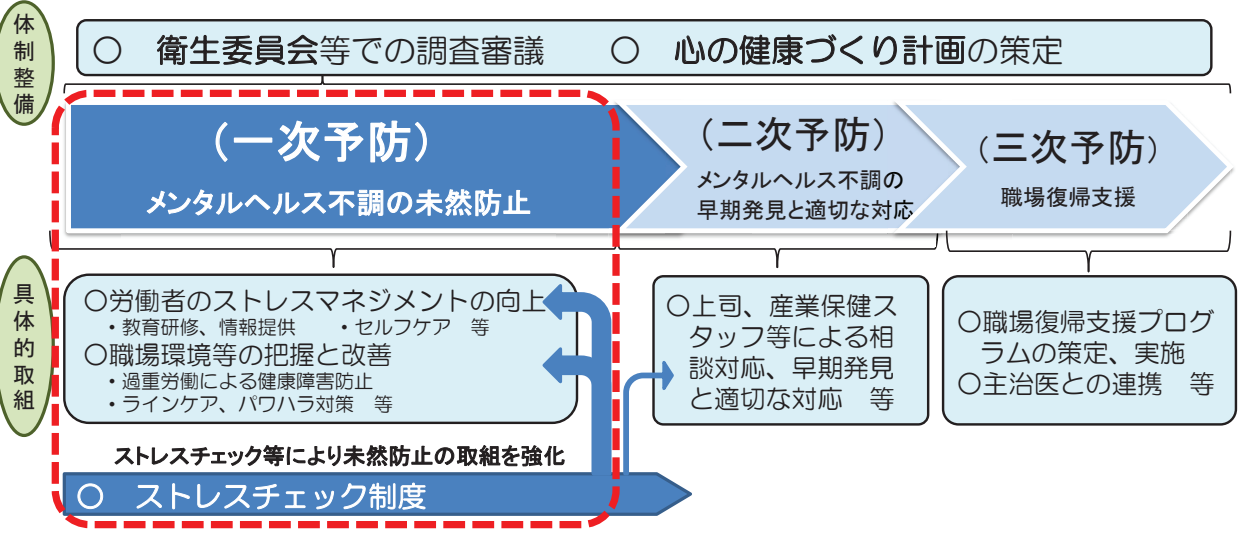 体制整備
○ 衛生委員会等での調査審議 ○ 心の健康づくり計画の策定
(一次予防)
メンタルヘルス不調の未然防止
(二次予防)
メンタルヘルス不調の
早期発見と適切な対応
(三次予防)
職場復帰支援
具体的取組
○労働者のストレスマネジメントの向上
・教育研修、情報提供 ・セルフケア 等
○職場環境等の把握と改善
・過重労働による健康障害防止
・ラインケア、パワハラ対策 等
○上司、産業保健ス
タッフ等による相
談対応、早期発見
と適切な対応 等
○職場復帰支援プログ
ラムの策定、実施
○主治医との連携 等
ストレスチェック等により未然防止の取組を強化
○ ストレスチェック制度